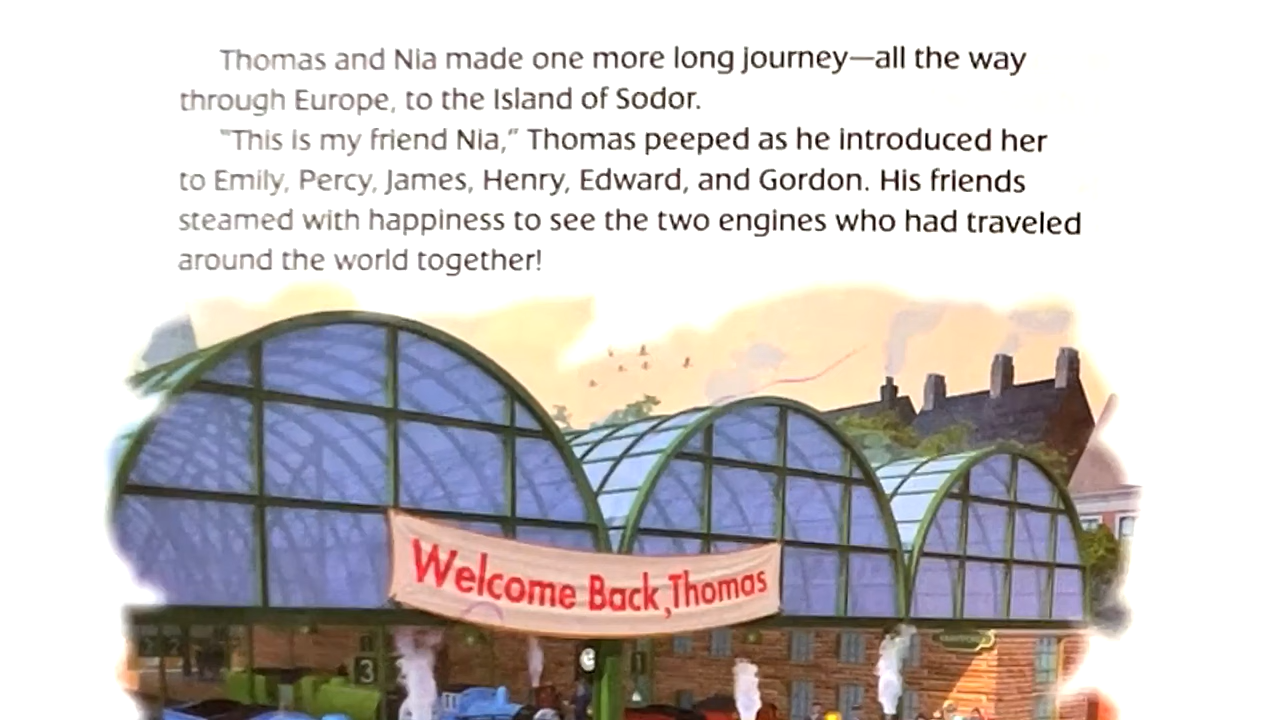 Thomas and Nia made one more long journey—all the way
through Europe, to the Island of Sodor.
“This is my friend Nia,” Thomas peeped as he introduced her
to Emily, Percy, James, Henry, Edward, and Gordon. His friends
steamed with happiness to see the two engines who had traveled
around the world together!
Welcome Back, Thomas
3
1